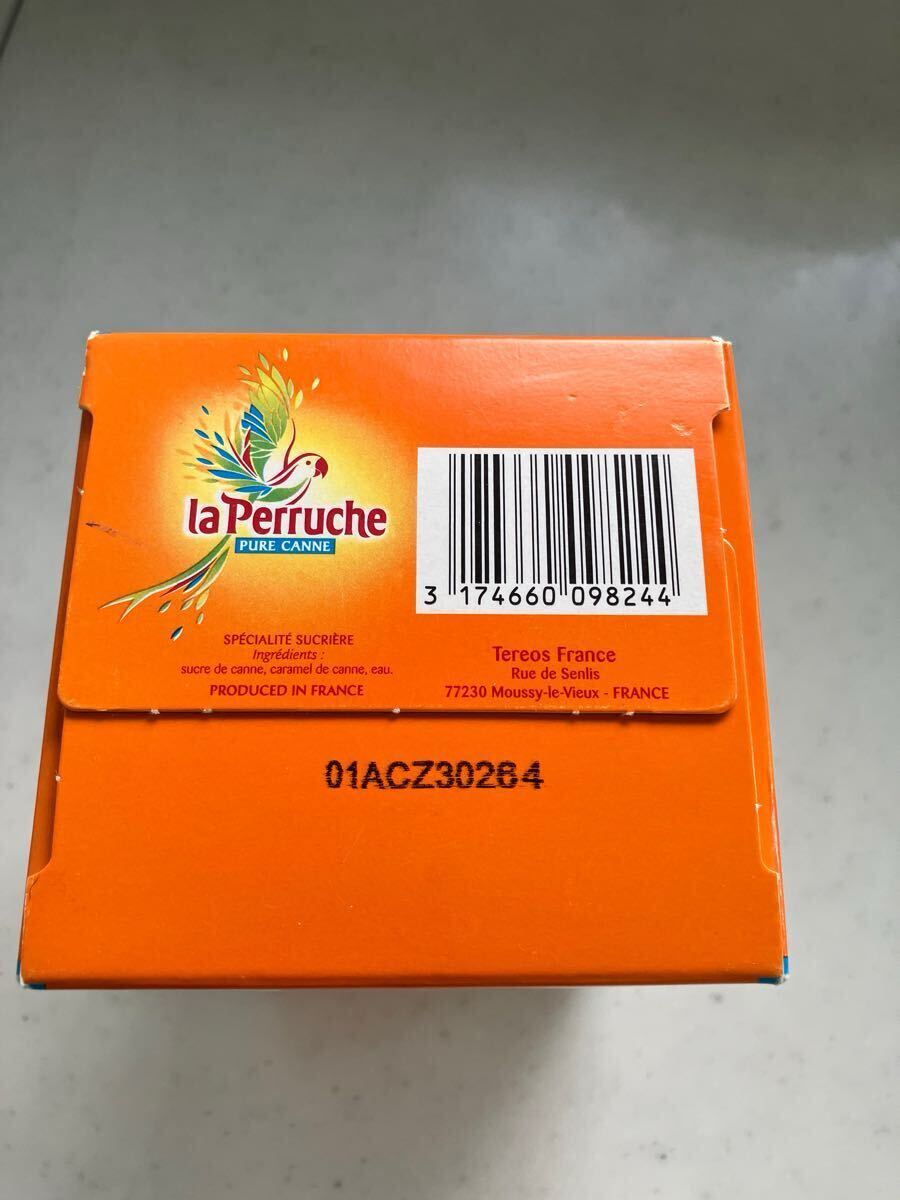 la Perruche
PURE CANNE
SPÉCIALITÉ SUCRIÈRE
Ingrédients :
sucre de canne, caramel de canne, eau.
PRODUCED IN FRANCE
3 174660 098244
Tereos France
Rue de Senlis
77230 Moussy-le-Vieux - FRANCE
01ACZ30264